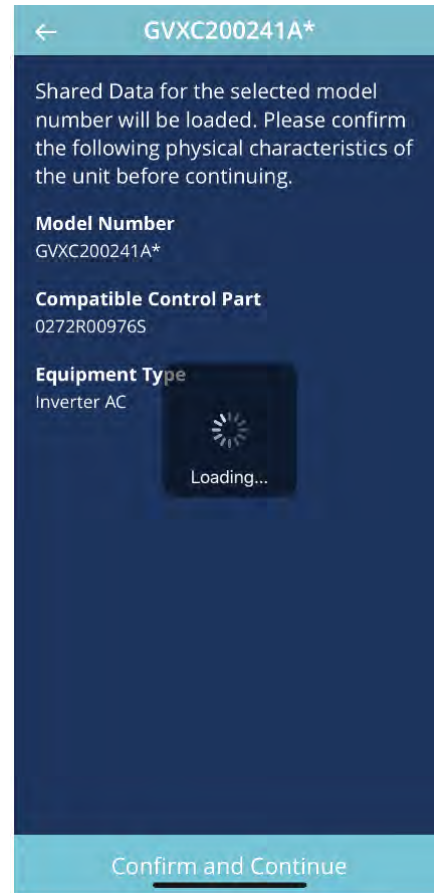 GVXC200241A*
Shared Data for the selected model
number will be loaded. Please confirm
the following physical characteristics of
the unit before continuing.
Model Number
GVXC200241A*
Compatible Control Part
0272R00976S
Equipment Type
Inverter AC
Loading...
Confirm and Continue